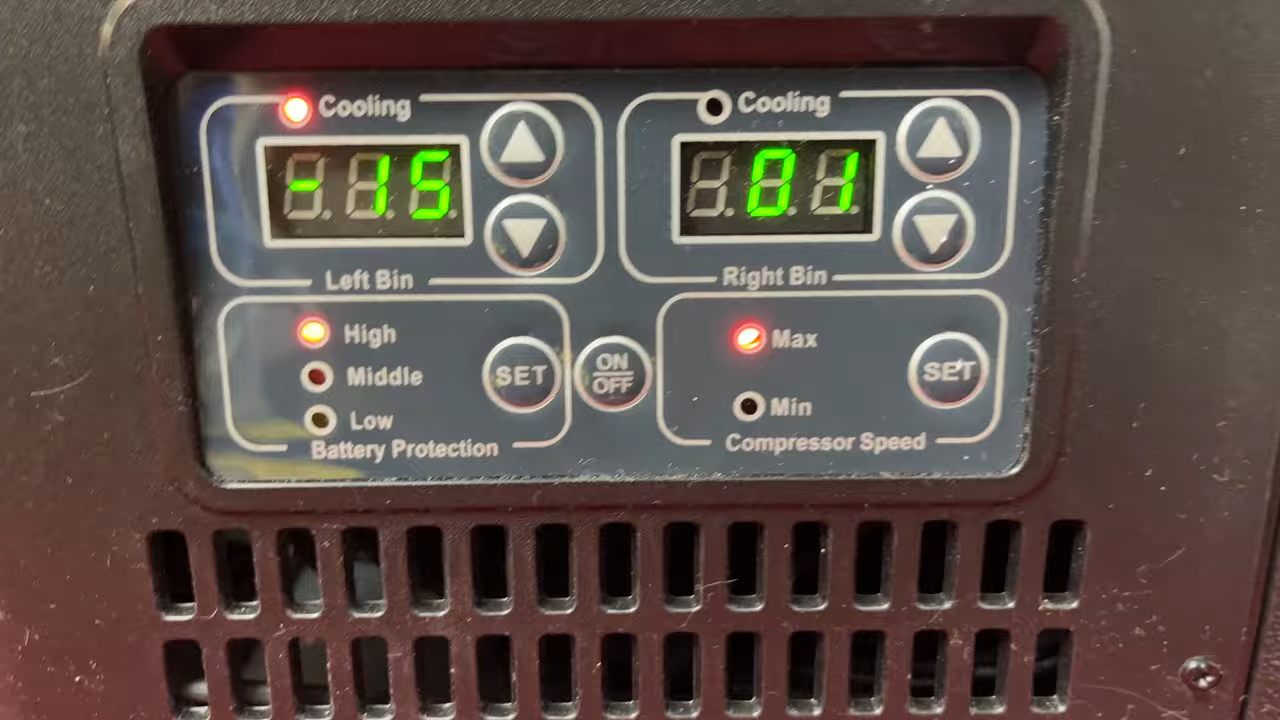 Cooling
-15
Left Bin
Cooling
01
Right Bin
High
Middle
Low
SET
Battery Protection
ON
OFF
Max
Min
SET
Compressor Speed